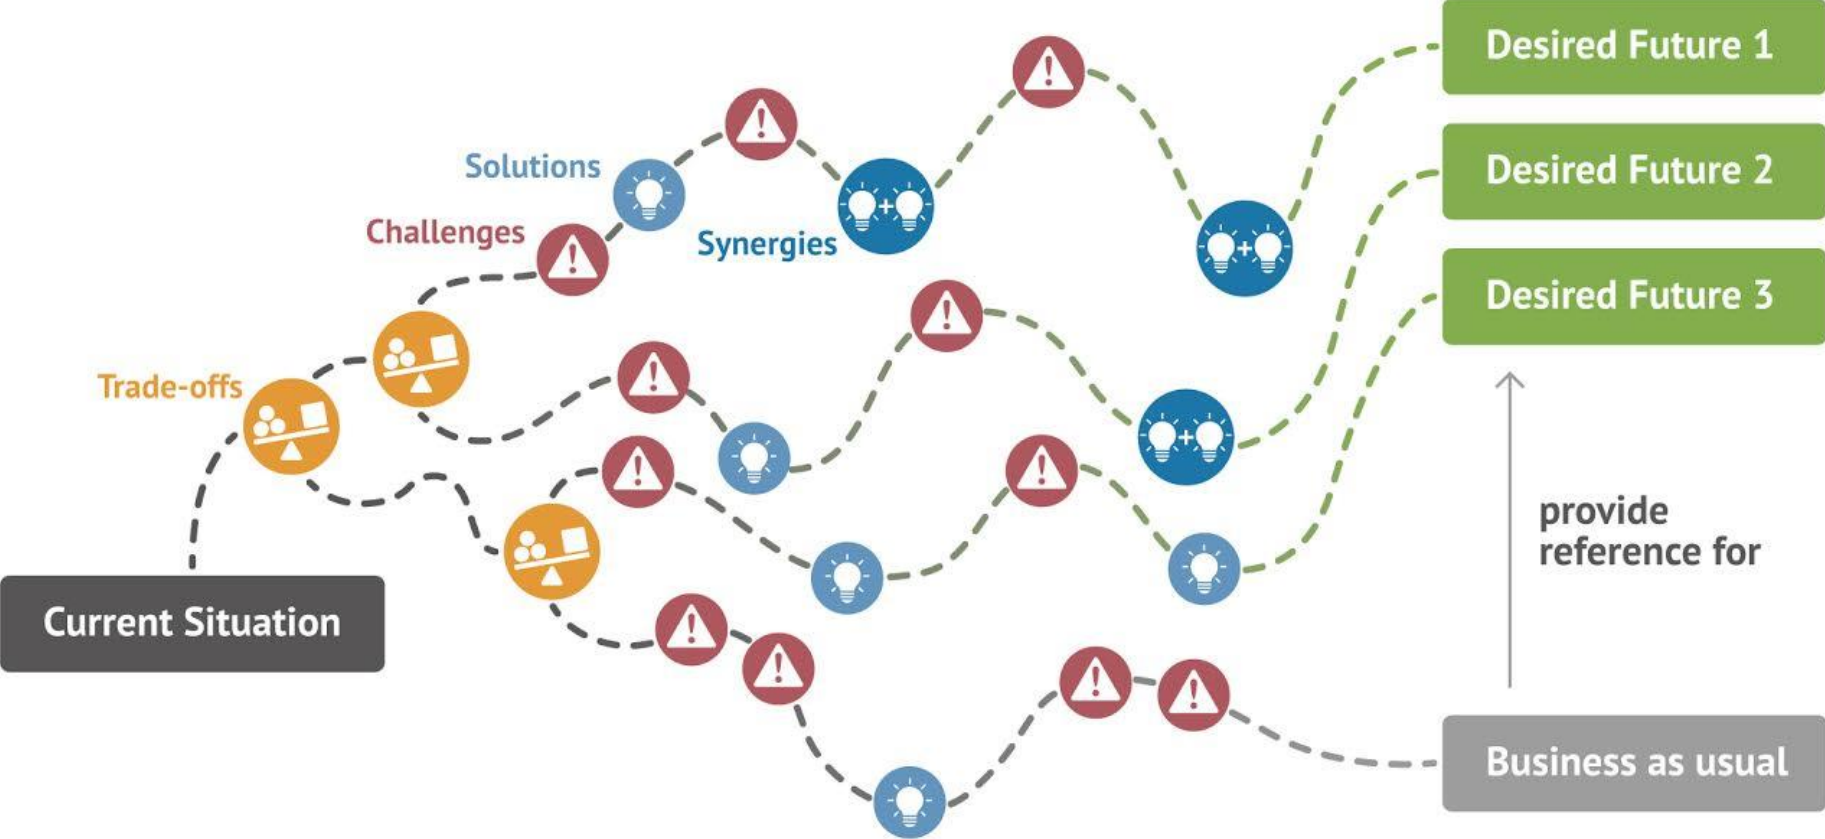 Desired Future 1
Solutions
Desired Future 2
Challenges
Synergies
Desired Future 3
Trade-offs
provide
reference for
Current Situation
Business as usual